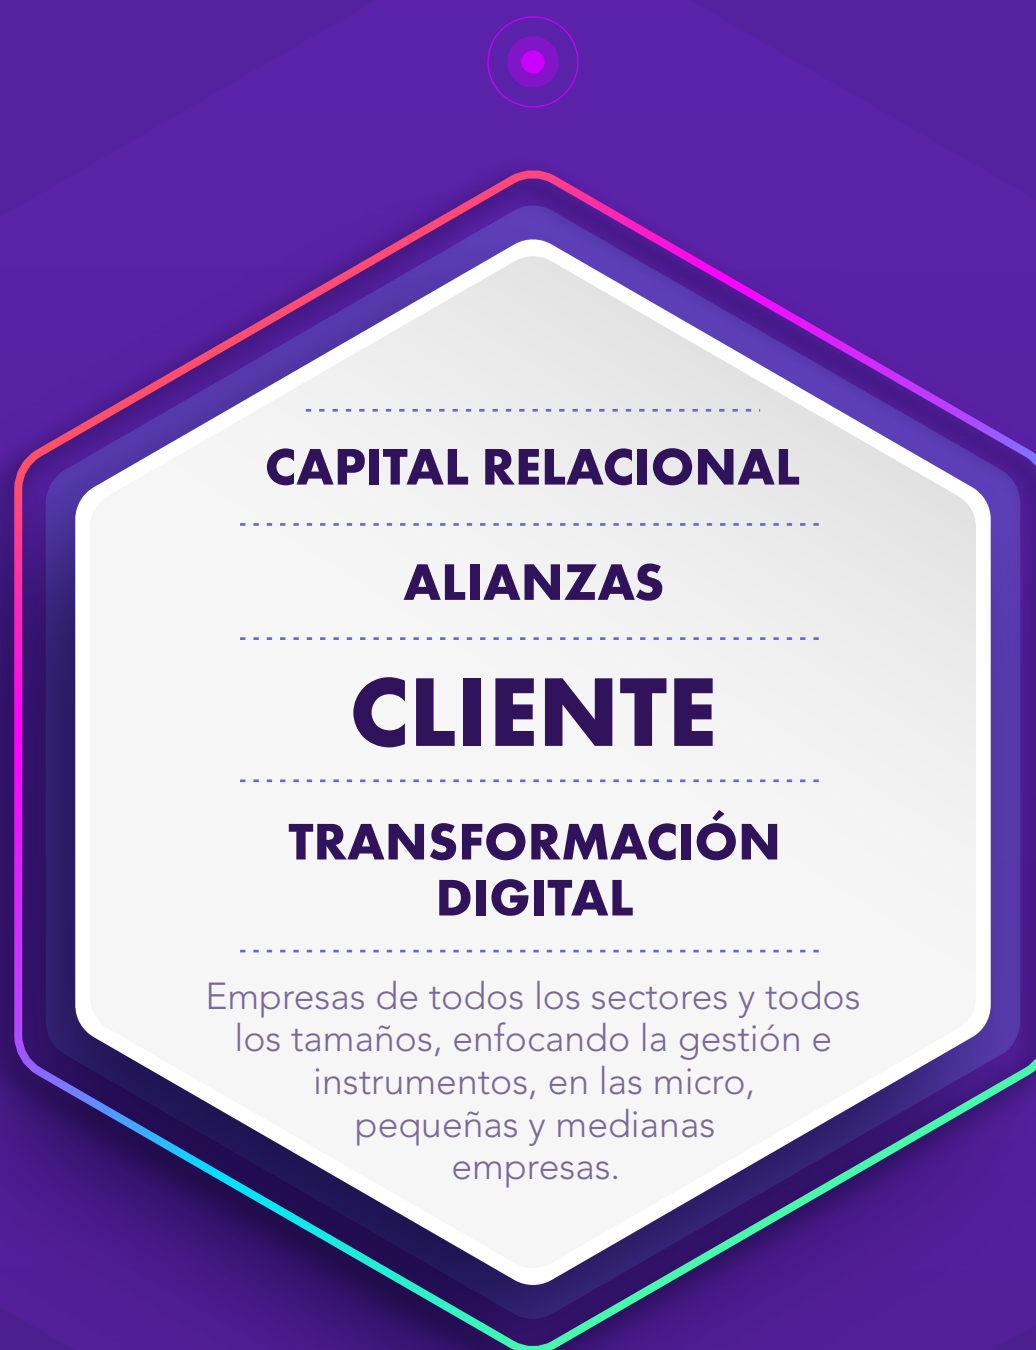 CAPITAL RELACIONAL
ALIANZAS
CLIENTE
TRANSFORMACIÓN
DIGITAL
Empresas de todos los sectores y todos
los tamaños, enfocando la gestión e
instrumentos, en las micro,
pequeñas y medianas
empresas.